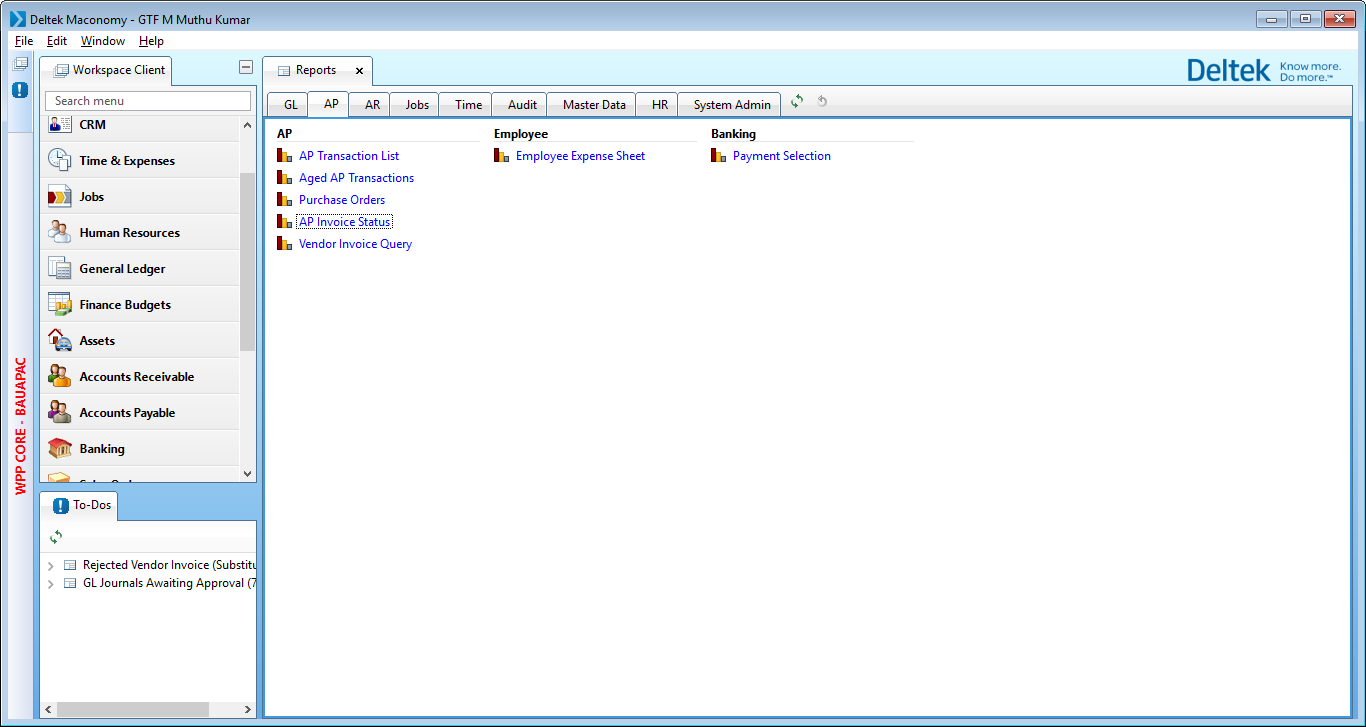 Deltek Maconomy - GTF M Muthu Kumar
File Edit Window Help
Workspace Client
Search menu
CRM
Time & Expenses
Jobs
Human Resources
General Ledger
Finance Budgets
Assets
Accounts Receivable
Accounts Payable
Banking
WPP CORE - BAUAPAC
To-Dos
Rejected Vendor Invoice (Substitu
GL Journals Awaiting Approval (7
Reports
Deltek Know more.
Do more.™
GL AP AR Jobs Time Audit Master Data HR System Admin
AP
AP Transaction List
Aged AP Transactions
Purchase Orders
AP Invoice Status
Vendor Invoice Query
Employee
Employee Expense Sheet
Banking
Payment Selection